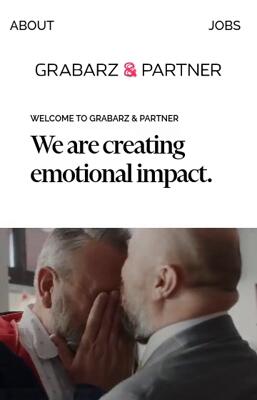 ABOUT JOBS
GRABARZ & PARTNER
WELCOME TO GRABARZ & PARTNER
We are creating
emotional impact.